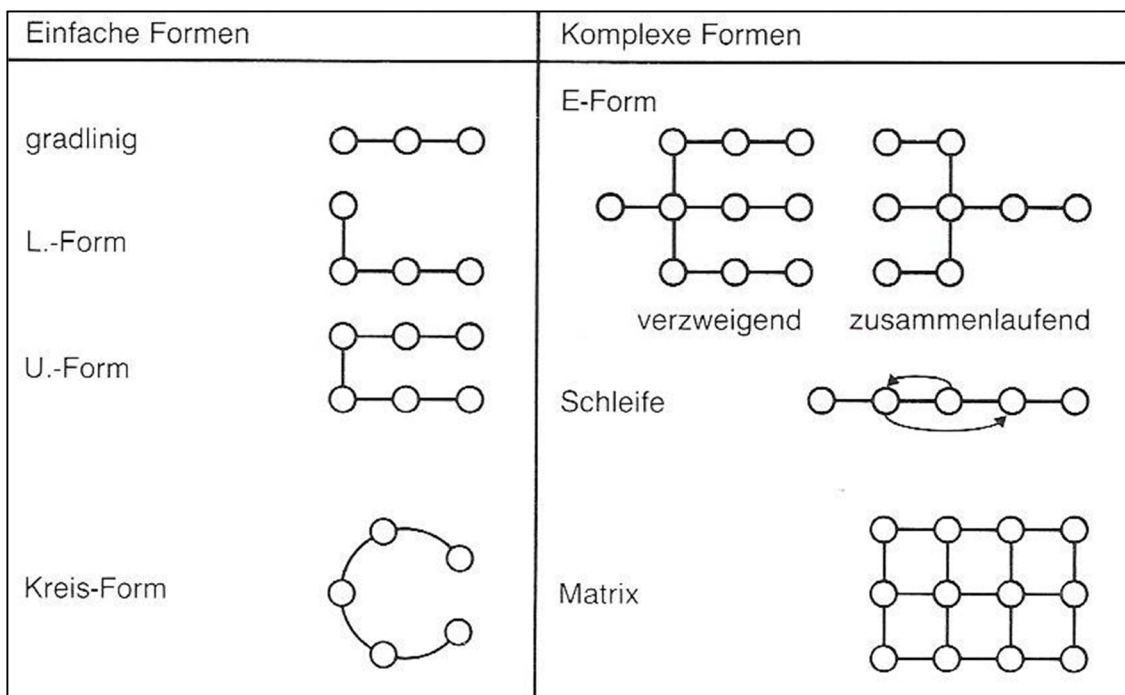 Einfache Formen
Komplexe Formen
gradlinig
L.-Form
U.-Form
Kreis-Form
E-Form
verzweigend
zusammenlaufend
Schleife
Matrix